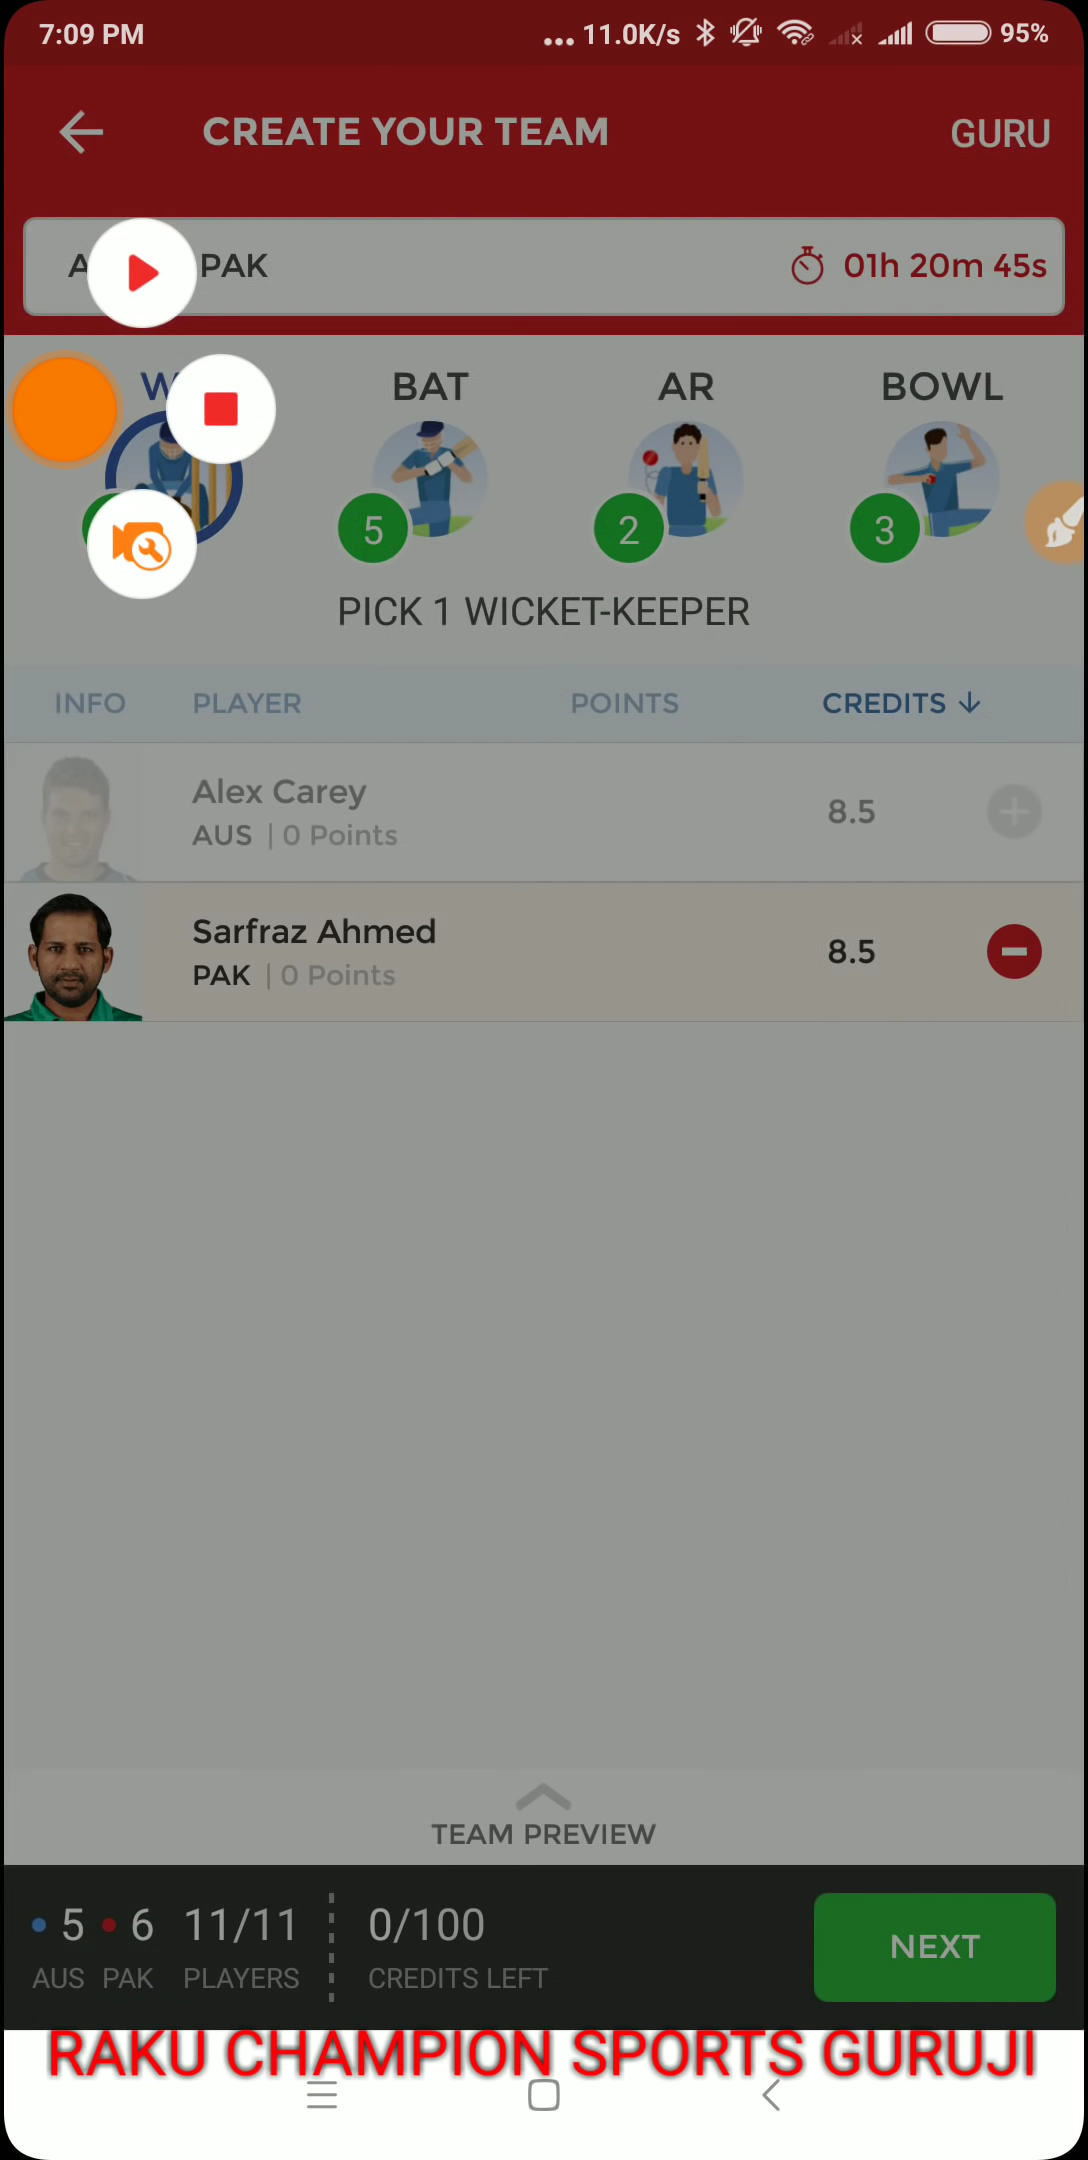 7:09 PM ... 11.0K/s 95%
CREATE YOUR TEAM GURU
PAK 01h 20m 45s
BAT AR BOWL
5 2 3
PICK 1 WICKET-KEEPER
INFO PLAYER POINTS CREDITS
Alex Carey
AUS | 0 Points 8.5
Sarfraz Ahmed
PAK | 0 Points 8.5
TEAM PREVIEW
5 6 11/11 0/100
AUS PAK PLAYERS CREDITS LEFT
NEXT
RAKU CHAMPION SPORTS GURUJI